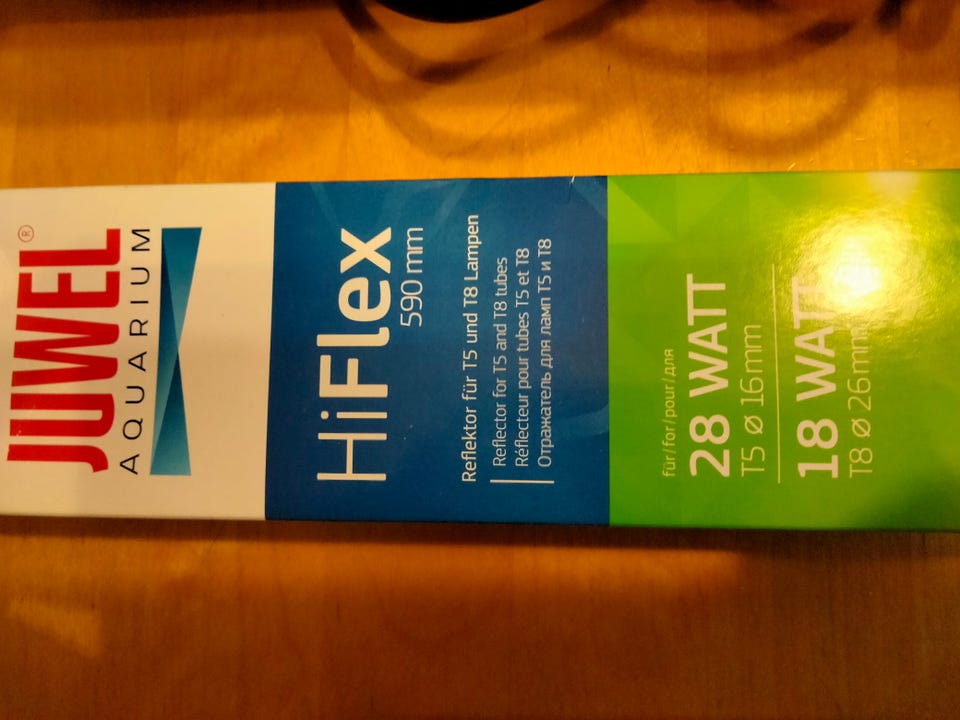 JUWEL®
AQUARIUM
HiFlex
590 mm
Reflektor für T5 und T8 Lampen
Reflector for T5 and T8 tubes
Réflecteur pour tubes T5 et T8
Отражатель для ламп T5 и T8
für/for/pour/для
28 WATT
T5 ø 16mm
18 WATT
T8 ø 26mm